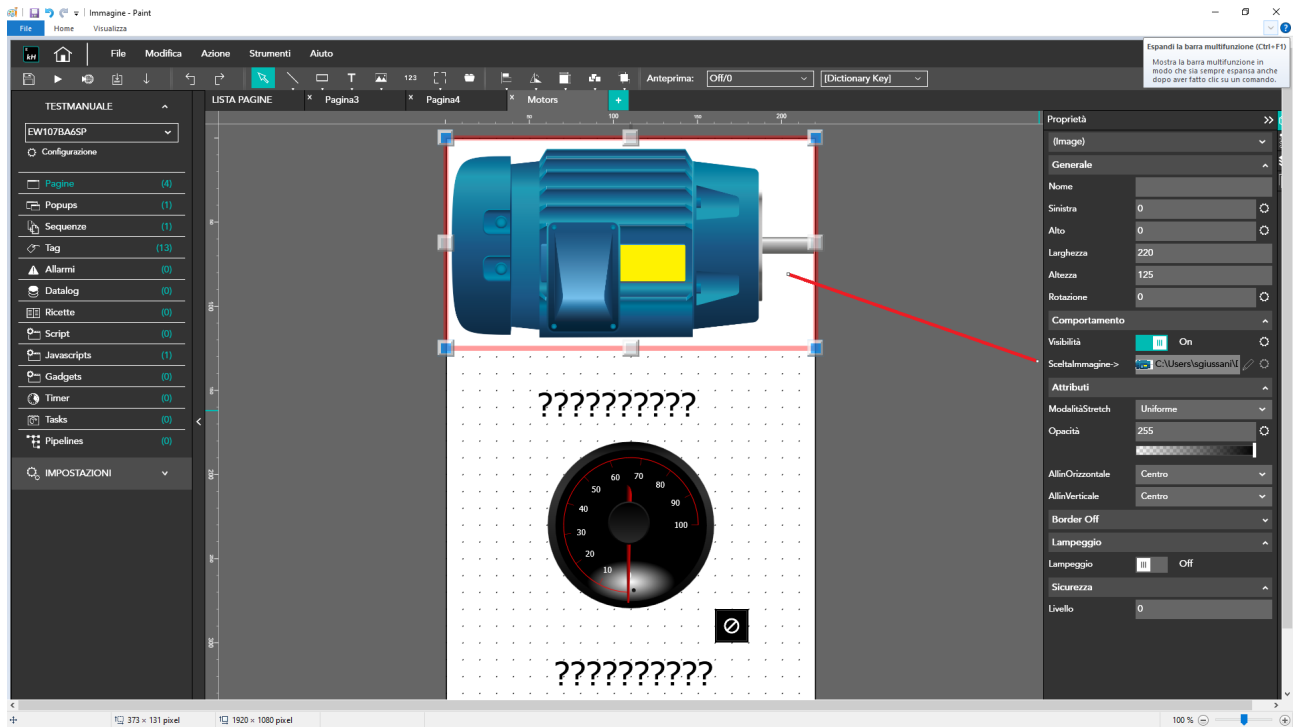 Immagine - Paint
File Home Visualizza
Espandi la barra multifunzione (Ctrl+F1)
Mostra la barra multifunzione in
modo che sia sempre espansa anche
dopo aver fatto clic su un comando.
kH File Modifica Azione Strumenti Aiuto
T 123 Anteprima: Off/0 [Dictionary Key]
TESTMANUALE
EW107BA6SP
Configurazione
Pagine (4)
Popups (1)
Sequenze (1)
Tag (13)
Allarmi (0)
Datalog (0)
Ricette (0)
Script (0)
Javascripts (1)
Gadgets (0)
Timer (0)
Tasks (0)
Pipelines (0)
IMPOSTAZIONI
LISTA PAGINE x Pagina3 x Pagina4 x Motors +
100 200
??????????
60 70
50 80
40 90
30 100
20
10
??????????
Proprietà
(Image)
Generale
Nome
Sinistra 0
Alto 0
Larghezza 220
Altezza 125
Rotazione 0
Comportamento
Visibilità On
SceltaImmagine-> C:\Users\sgiussani\
Attributi
ModalitàStretch Uniforme
Opacità 255
AllinOrizzontale Centro
AllinVerticale Centro
Border Off
Lampeggio
Lampeggio Off
Sicurezza
Livello 0
373 × 131 pixel 1920 × 1080 pixel 100 %